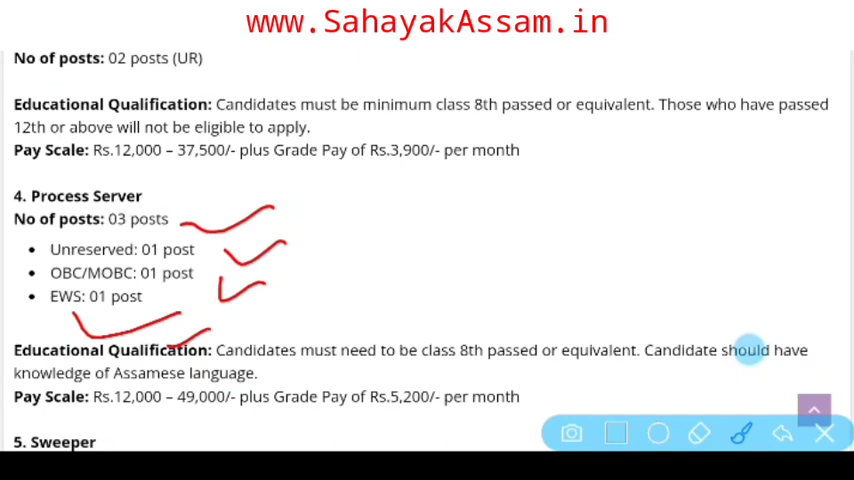 www.SahayakAssam.in
No of posts: 02 posts (UR)
Educational Qualification: Candidates must be minimum class 8th passed or equivalent. Those who have passed
12th or above will not be eligible to apply.
Pay Scale: Rs.12,000 – 37,500/- plus Grade Pay of Rs.3,900/- per month
4. Process Server
No of posts: 03 posts
• Unreserved: 01 post
• OBC/MOBC: 01 post
• EWS: 01 post
Educational Qualification: Candidates must need to be class 8th passed or equivalent. Candidate should have
knowledge of Assamese language.
Pay Scale: Rs.12,000 – 49,000/- plus Grade Pay of Rs.5,200/- per month
5. Sweeper